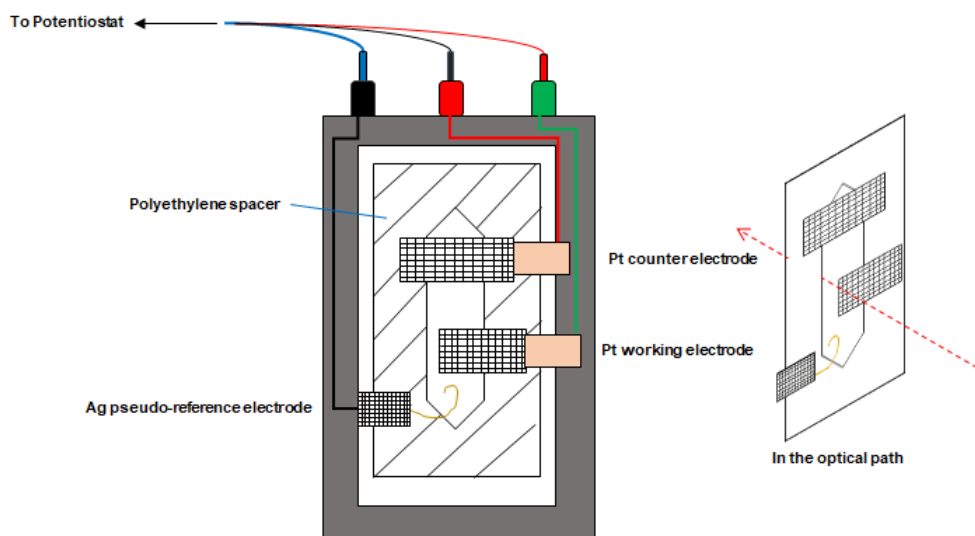 To Potentiostat
Polyethylene spacer
Pt counter electrode
Pt working electrode
Ag pseudo-reference electrode
In the optical path